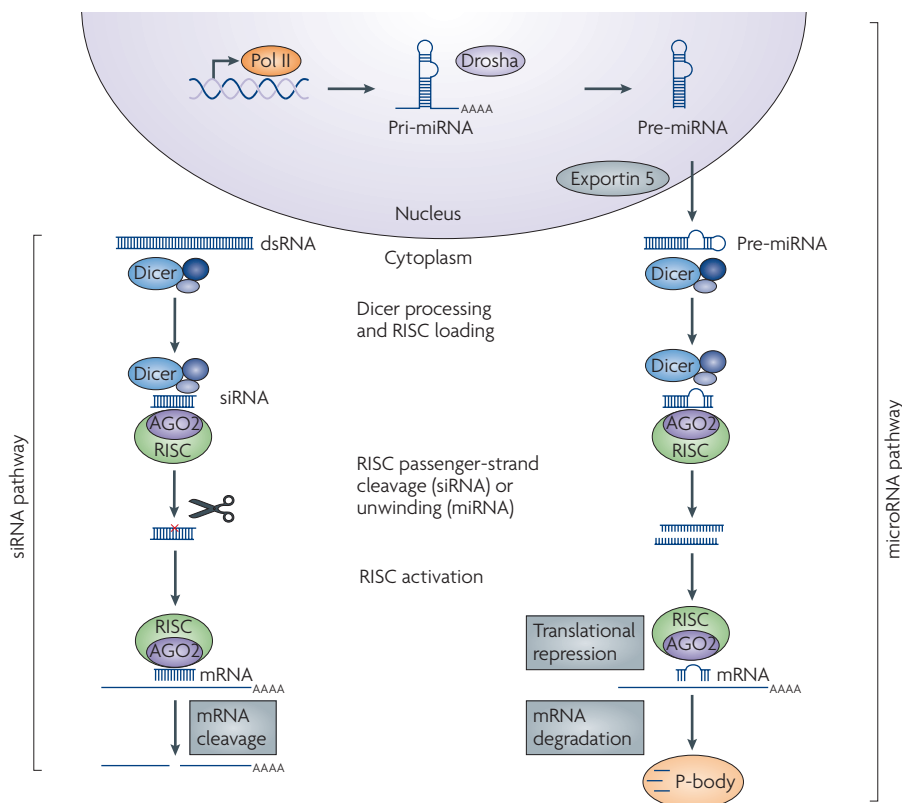 Pol II
Drosha
AAAA
Pri-miRNA
Pre-miRNA
Exportin 5
Nucleus
dsRNA
Cytoplasm
Pre-miRNA
Dicer
Dicer
Dicer processing
and RISC loading
Dicer
Dicer
siRNA
AGO2
RISC
AGO2
RISC
RISC passenger-strand
cleavage (siRNA) or
unwinding (miRNA)
siRNA pathway
microRNA pathway
RISC activation
RISC
AGO2
mRNA
AAAA
Translational
repression
RISC
AGO2
mRNA
AAAA
mRNA
cleavage
AAAA
mRNA
degradation
P-body